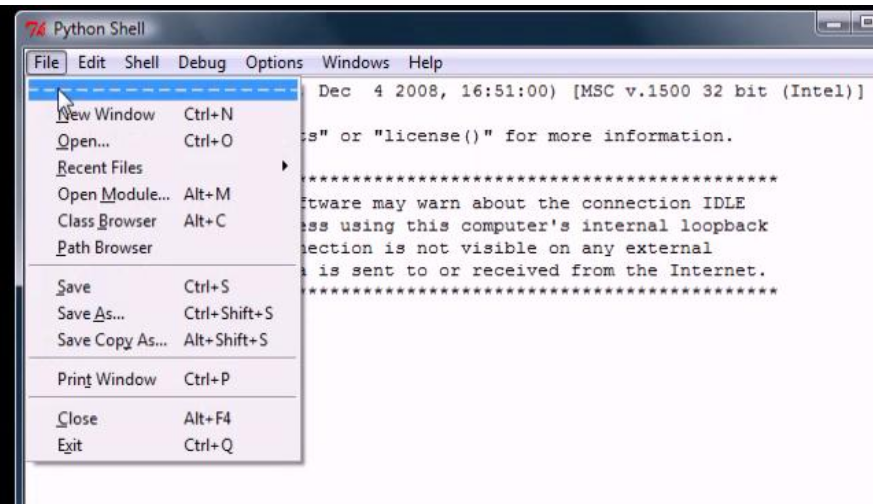 Python Shell
File Edit Shell Debug Options Windows Help
Dec 4 2008, 16:51:00) [MSC v.1500 32 bit (Intel)]
New Window Ctrl+N
s" or "license()" for more information.
Open... Ctrl+O
Recent Files
*********************************************
Open Module... Alt+M
ftware may warn about the connection IDLE
Class Browser Alt+C
ess using this computer's internal loopback
Path Browser
nection is not visible on any external
a is sent to or received from the Internet.
Save Ctrl+S
*********************************************
Save As... Ctrl+Shift+S
Save Copy As... Alt+Shift+S
Print Window Ctrl+P
Close Alt+F4
Exit Ctrl+Q